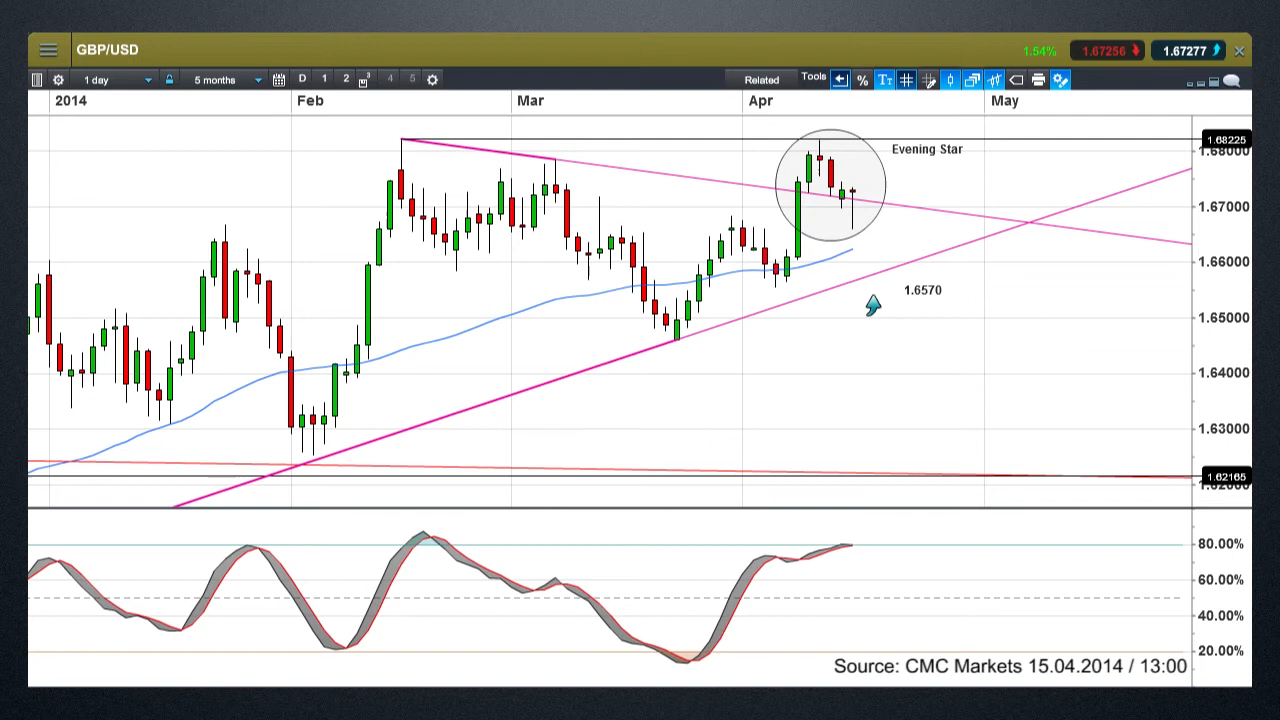 GBP/USD
1.54% 1.67256 1.67277
1 day 5 months D 1 2 3 4 5 Related Tools % TT
2014 Feb Mar Apr May
1.68225
1.68000
Evening Star
1.67000
1.66000
1.6570
1.65000
1.64000
1.63000
1.62165
1.62000
80.00%
60.00%
40.00%
20.00%
Source: CMC Markets 15.04.2014 / 13:00